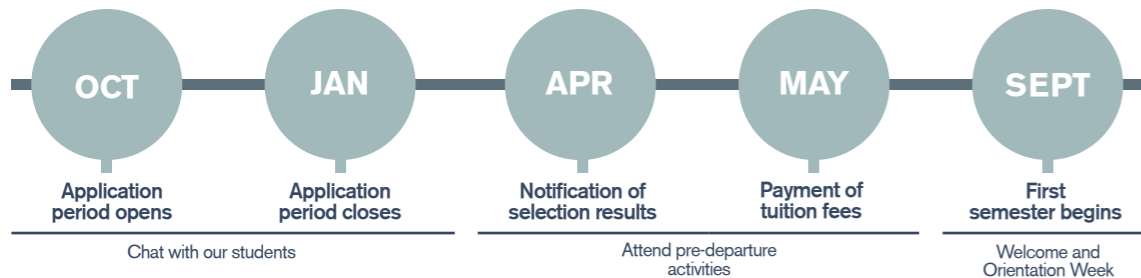 OCT
JAN
APR
MAY
SEPT
Application
period opens
Application
period closes
Notification of
selection results
Payment of
tuition fees
First
semester begins
Chat with our students
Attend pre-departure
activities
Welcome and
Orientation Week